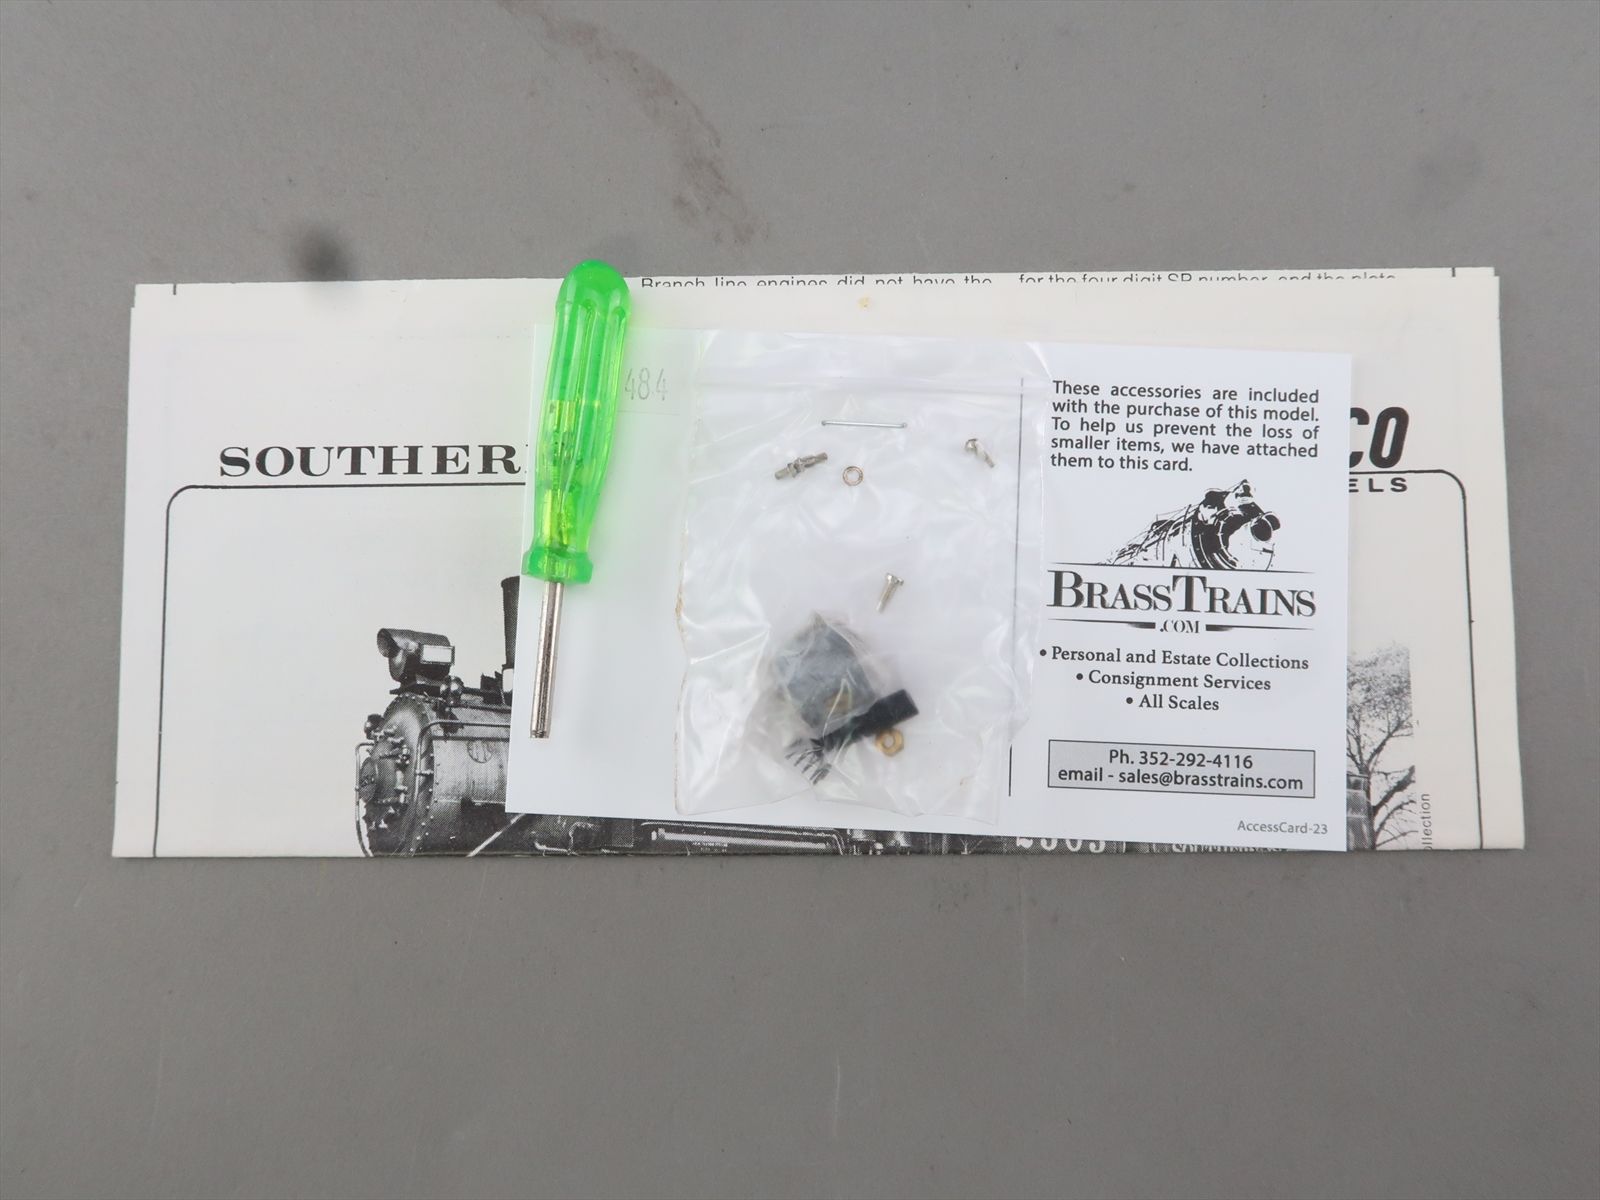 Branch line engines did not have the
for the four digit SP number, and the plate
484
SOUTHER
CO
ELS
These accessories are included
with the purchase of this model.
To help us prevent the loss of
smaller items, we have attached
them to this card.
BRASSTRAINS
.COM
• Personal and Estate Collections
• Consignment Services
• All Scales
Ph. 352-292-4116
email - sales@brasstrains.com
AccessCard-23
llection
2505